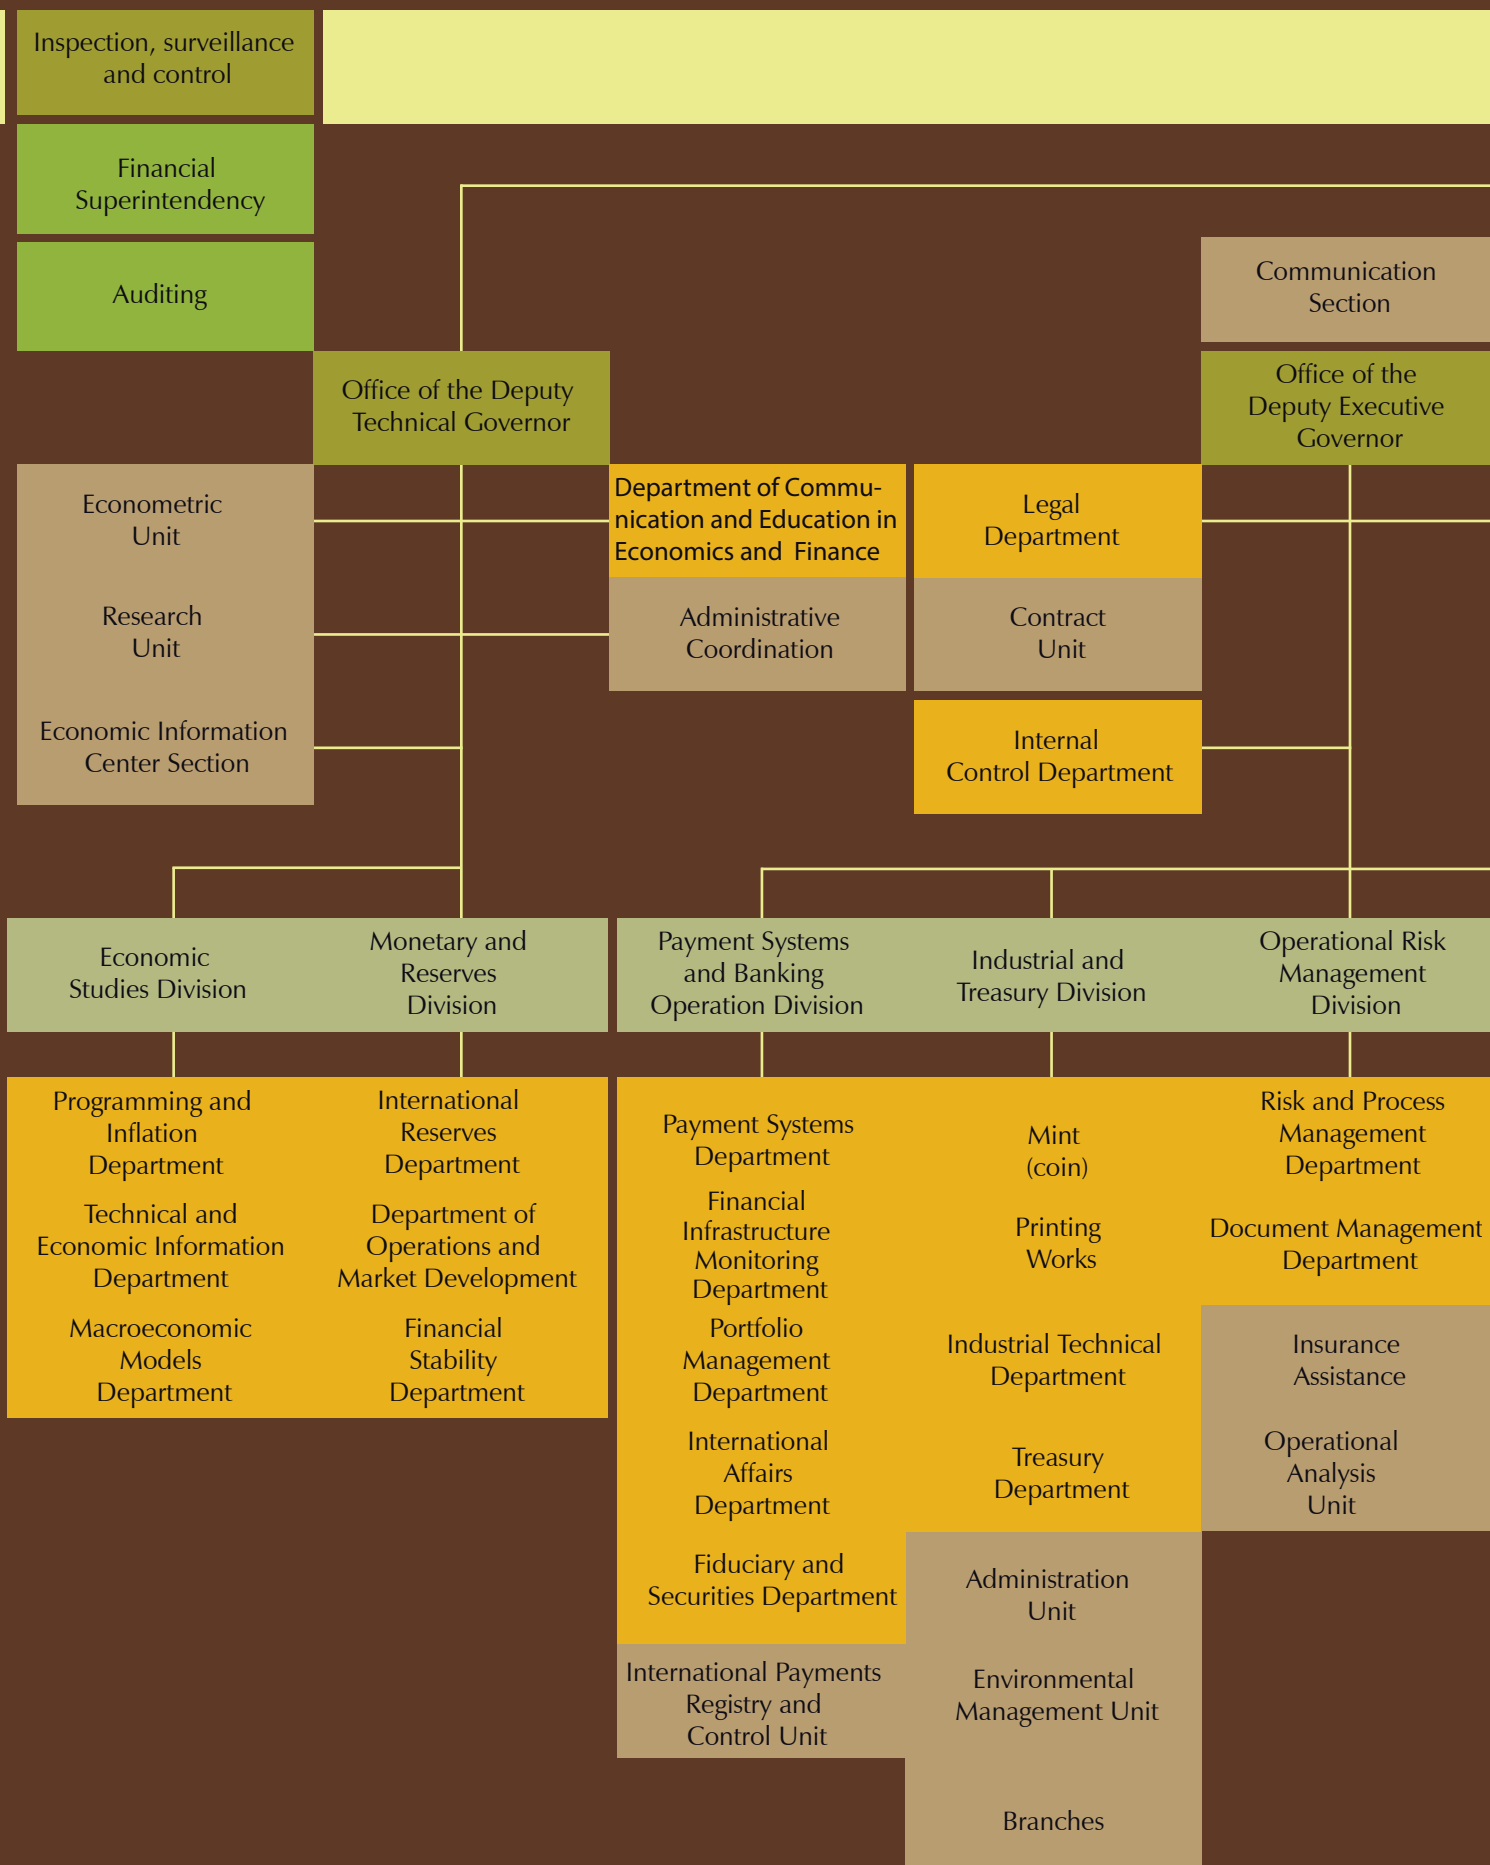 Inspection, surveillance
and control
Financial
Superintendency
Auditing
Communication
Section
Office of the Deputy
Technical Governor
Office of the
Deputy Executive
Governor
Econometric
Unit
Research
Unit
Economic Information
Center Section
Department of Commu-
nication and Education in
Economics and Finance
Administrative
Coordination
Legal
Department
Contract
Unit
Internal
Control Department
Economic
Studies Division
Monetary and
Reserves
Division
Payment Systems
and Banking
Operation Division
Industrial and
Treasury Division
Operational Risk
Management
Division
Programming and
Inflation
Department
Technical and
Economic Information
Department
Macroeconomic
Models
Department
International
Reserves
Department
Department of
Operations and
Market Development
Financial
Stability
Department
Payment Systems
Department
Financial
Infrastructure
Monitoring
Department
Portfolio
Management
Department
International
Affairs
Department
Fiduciary and
Securities Department
International Payments
Registry and
Control Unit
Mint
(coin)
Printing
Works
Industrial Technical
Department
Treasury
Department
Administration
Unit
Environmental
Management Unit
Branches
Risk and Process
Management
Department
Document Management
Department
Insurance
Assistance
Operational
Analysis
Unit